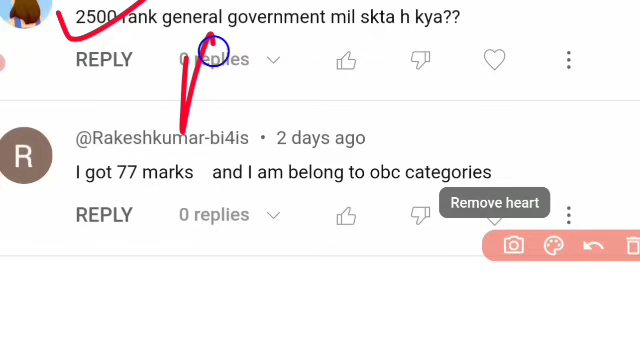 2500 rank general government mil skta h kya??
REPLY 0 replies
@Rakeshkumar-bi4is • 2 days ago
R
I got 77 marks and I am belong to obc categories
Remove heart
REPLY 0 replies